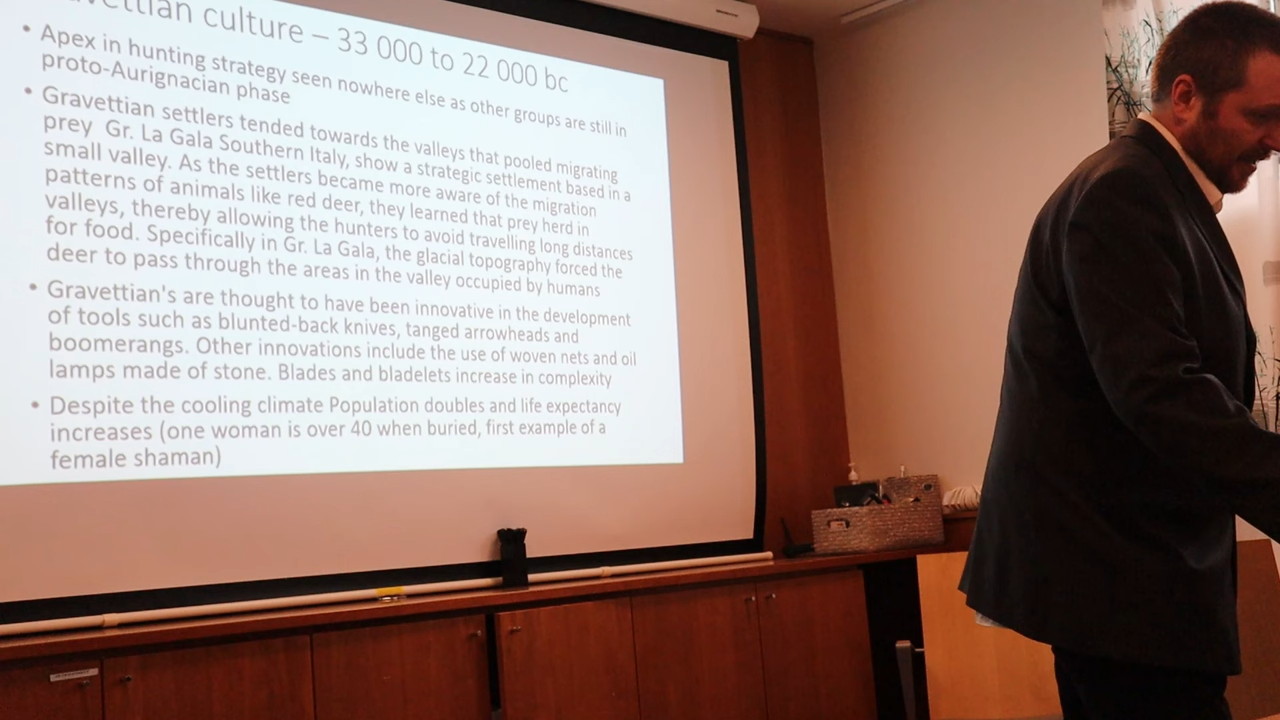 vettian culture – 33 000 to 22 000 bc
• Apex in hunting strategy seen nowhere else as other groups are still in
proto-Aurignacian phase
• Gravettian settlers tended towards the valleys that pooled migrating
prey Gr. La Gala Southern Italy, show a strategic settlement based in a
small valley. As the settlers became more aware of the migration
patterns of animals like red deer, they learned that prey herd in
valleys, thereby allowing the hunters to avoid travelling long distances
for food. Specifically in Gr. La Gala, the glacial topography forced the
deer to pass through the areas in the valley occupied by humans
• Gravettian's are thought to have been innovative in the development
of tools such as blunted-back knives, tanged arrowheads and
boomerangs. Other innovations include the use of woven nets and oil
lamps made of stone. Blades and bladelets increase in complexity
• Despite the cooling climate Population doubles and life expectancy
increases (one woman is over 40 when buried, first example of a
female shaman)